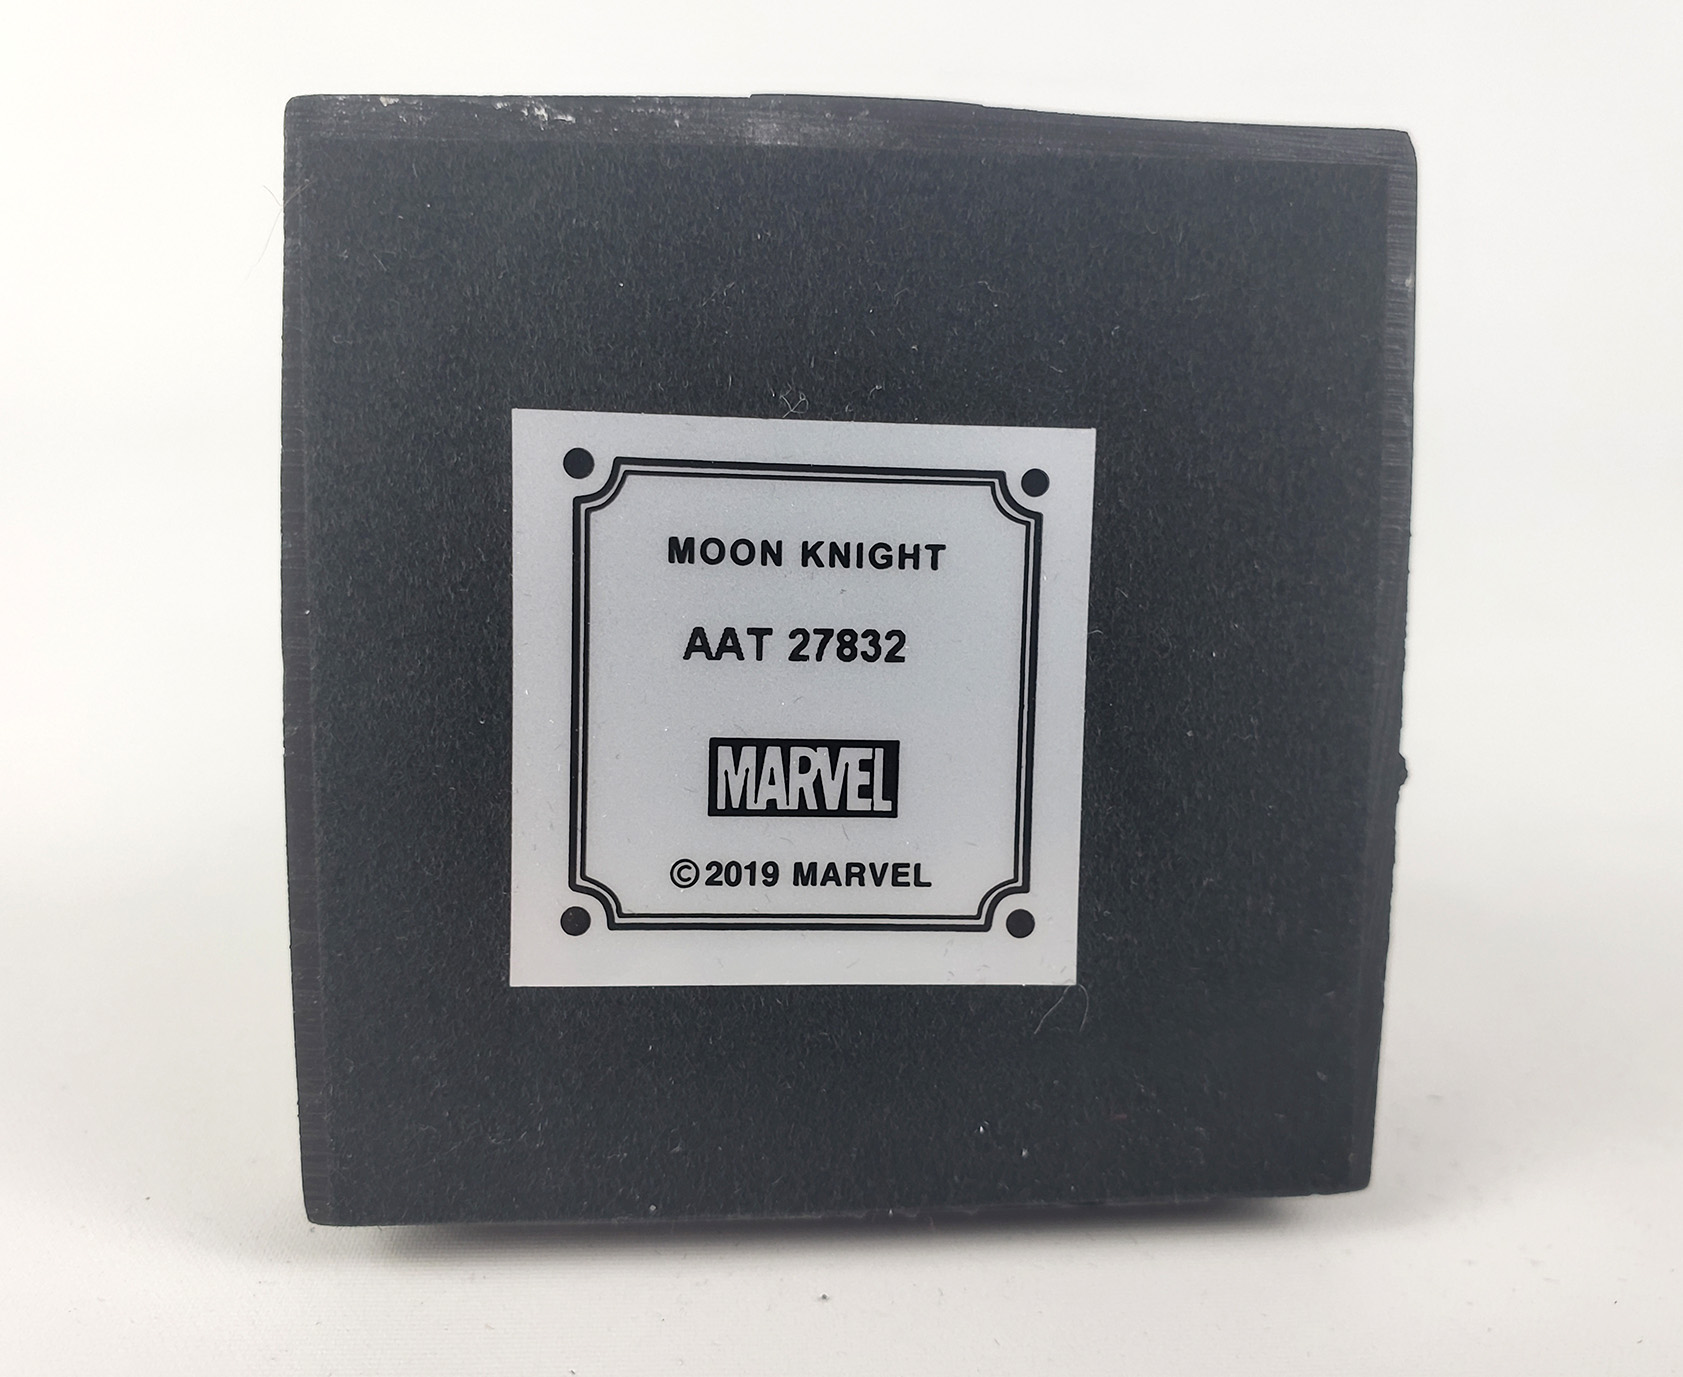 MOON KNIGHT
AAT 27832
MARVEL
©2019 MARVEL